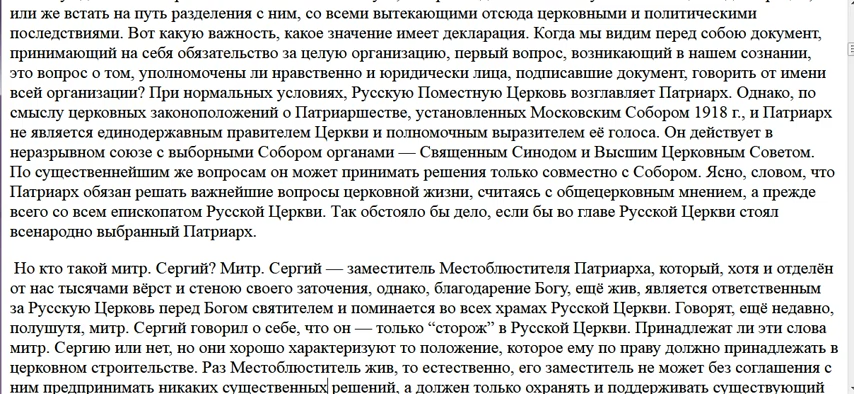 или же встать на путь разделения с ним, со всеми вытекающими отсюда церковными и политическими
последствиями. Вот какую важность, какое значение имеет декларация. Когда мы видим перед собою документ,
принимающий на себя обязательство за целую организацию, первый вопрос, возникающий в нашем сознании,
это вопрос о том, уполномочены ли нравственно и юридически лица, подписавшие документ, говорить от имени
всей организации? При нормальных условиях, Русскую Поместную Церковь возглавляет Патриарх. Однако, по
смыслу церковных законоположений о Патриаршестве, установленных Московским Собором 1918 г., и Патриарх
не является единодержавным правителем Церкви и полномочным выразителем её голоса. Он действует в
неразрывном союзе с выборными Собором органами — Священным Синодом и Высшим Церковным Советом.
По существеннейшим же вопросам он может принимать решения только совместно с Собором. Ясно, словом, что
Патриарх обязан решать важнейшие вопросы церковной жизни, считаясь с общецерковным мнением, а прежде
всего со всем епископатом Русской Церкви. Так обстояло бы дело, если бы во главе Русской Церкви стоял
всенародно выбранный Патриарх.
Но кто такой митр. Сергий? Митр. Сергий — заместитель Местоблюстителя Патриарха, который, хотя и отделён
от нас тысячами вёрст и стеною своего заточения, однако, благодарение Богу, ещё жив, является ответственным
за Русскую Церковь перед Богом святителем и поминается во всех храмах Русской Церкви. Говорят, ещё недавно,
полушутя, митр. Сергий говорил о себе, что он — только “сторож” в Русской Церкви. Принадлежат ли эти слова
митр. Сергию или нет, но они хорошо характеризуют то положение, которое ему по праву должно принадлежать в
церковном строительстве. Раз Местоблюститель жив, то естественно, его заместитель не может без соглашения с
ним предпринимать никаких существенных решений, а должен только охранять и поддерживать существующий